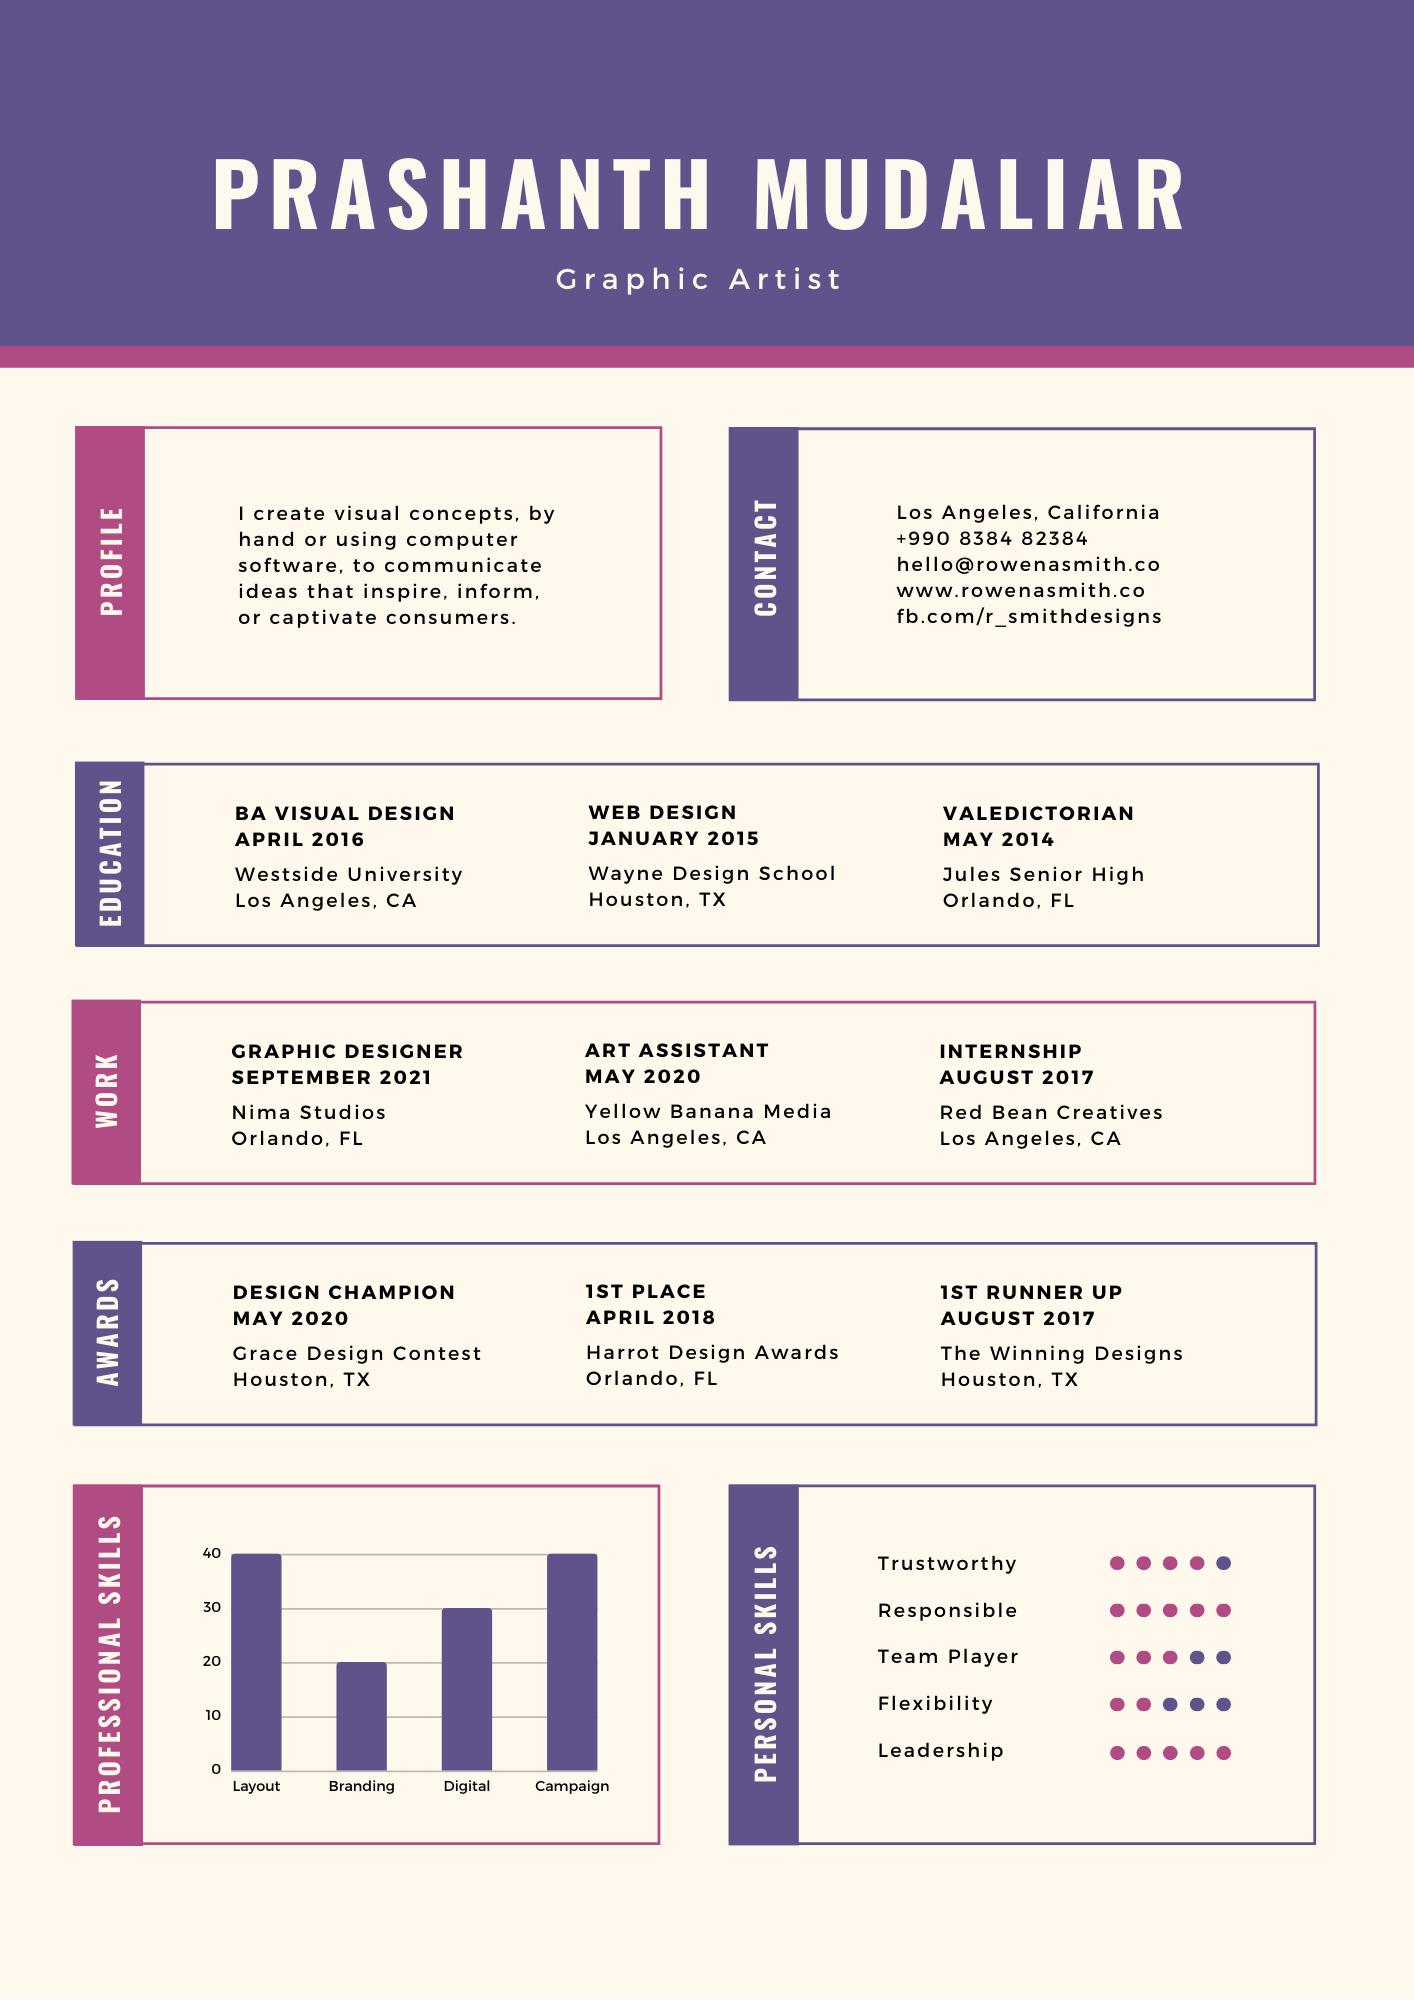 PRASHANTH MUDALIAR
Graphic Artist
PROFILE
I create visual concepts, by
hand or using computer
software, to communicate
ideas that inspire, inform,
or captivate consumers.
CONTACT
Los Angeles, California
+990 8384 82384
hello@rowenasmith.co
www.rowenasmith.co
fb.com/r_smithdesigns
EDUCATION
BA VISUAL DESIGN
APRIL 2016
Westside University
Los Angeles, CA
WEB DESIGN
JANUARY 2015
Wayne Design School
Houston, TX
VALEDICTORIAN
MAY 2014
Jules Senior High
Orlando, FL
WORK
GRAPHIC DESIGNER
SEPTEMBER 2021
Nima Studios
Orlando, FL
ART ASSISTANT
MAY 2020
Yellow Banana Media
Los Angeles, CA
INTERNSHIP
AUGUST 2017
Red Bean Creatives
Los Angeles, CA
AWARDS
DESIGN CHAMPION
MAY 2020
Grace Design Contest
Houston, TX
1ST PLACE
APRIL 2018
Harrot Design Awards
Orlando, FL
1ST RUNNER UP
AUGUST 2017
The Winning Designs
Houston, TX
PROFESSIONAL SKILLS
40
30
20
10
0
Layout Branding Digital Campaign
PERSONAL SKILLS
Trustworthy
Responsible
Team Player
Flexibility
Leadership